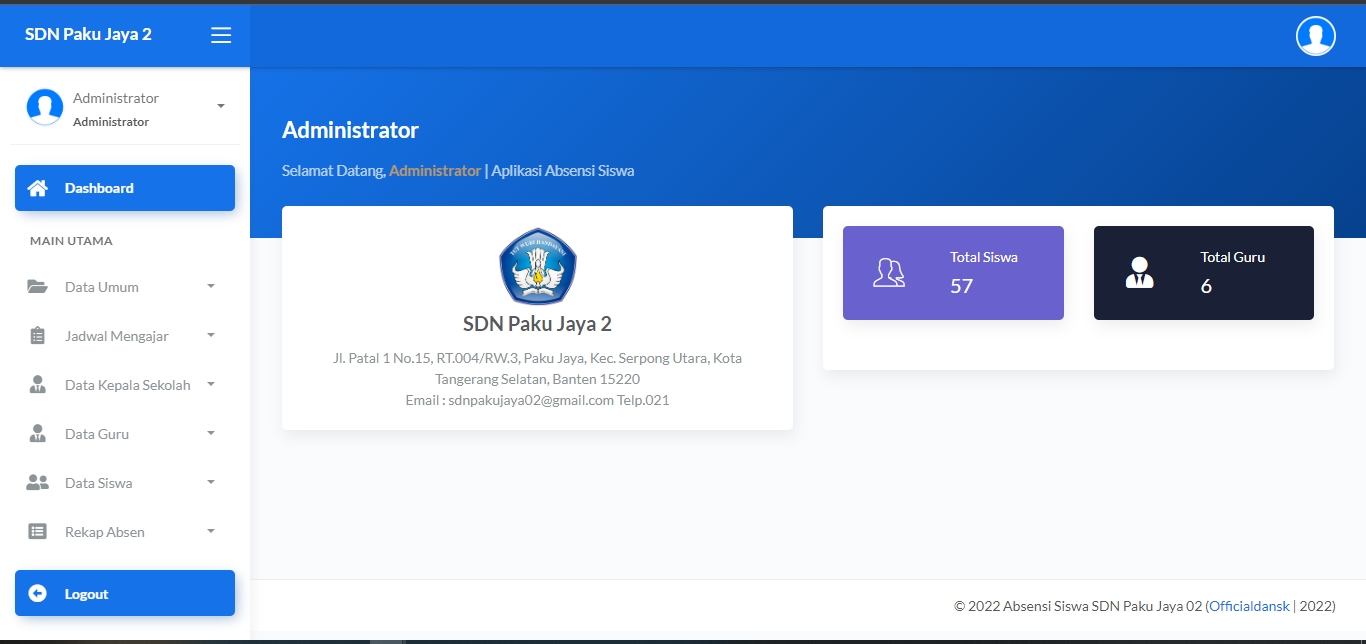 SDN Paku Jaya 2
Administrator
Administrator
Dashboard
MAIN UTAMA
Data Umum
Jadwal Mengajar
Data Kepala Sekolah
Data Guru
Data Siswa
Rekap Absen
Logout
Administrator
Selamat Datang, Administrator | Aplikasi Absensi Siswa
SDN Paku Jaya 2
Jl. Patal 1 No.15, RT.004/RW.3, Paku Jaya, Kec. Serpong Utara, Kota
Tangerang Selatan, Banten 15220
Email : sdnpakujaya02@gmail.com Telp.021
Total Siswa
57
Total Guru
6
© 2022 Absensi Siswa SDN Paku Jaya 02 (Officialdansk | 2022)